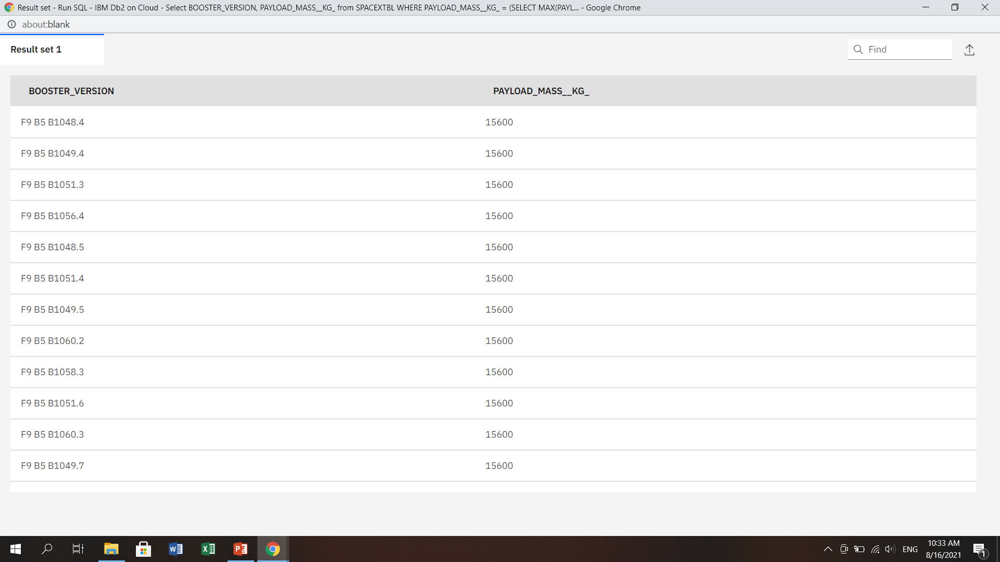 Result set - Run SQL - IBM Db2 on Cloud - Select BOOSTER_VERSION, PAYLOAD_MASS__KG_ from SPACEXTBL WHERE PAYLOAD_MASS__KG_ = (SELECT MAX(PAYL... - Google Chrome
about:blank
Result set 1
Find
BOOSTER_VERSION PAYLOAD_MASS__KG_
F9 B5 B1048.4 15600
F9 B5 B1049.4 15600
F9 B5 B1051.3 15600
F9 B5 B1056.4 15600
F9 B5 B1048.5 15600
F9 B5 B1051.4 15600
F9 B5 B1049.5 15600
F9 B5 B1060.2 15600
F9 B5 B1058.3 15600
F9 B5 B1051.6 15600
F9 B5 B1060.3 15600
F9 B5 B1049.7 15600
ENG
10:33 AM
8/16/2021
1